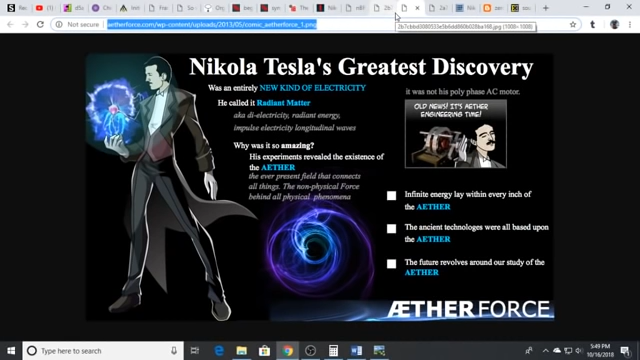 Not secure
aetherforce.com/wp-content/uploads/2013/05/comic_aetherforce_1.png
Nikola Tesla's Greatest Discovery
Was an entirely NEW KIND OF ELECTRICITY
He called it Radiant Matter
aka di-electricity, radiant energy,
impulse electricity longitudinal waves
Why was it so amazing?
His experiments revealed the existence of
the AETHER
the ever present field that connects
all things. The non-physical Force
behind all physical phenomena
it was not his poly phase AC motor.
OLD NEWS! IT'S AETHER
ENGINEERING TIME!
Infinite energy lay within every inch of
the AETHER
The ancient technologes were all based upon
the AETHER
The future revolves around our study of the
AETHER
ÆTHER FORCE
Type here to search
5:49 PM
10/16/2018